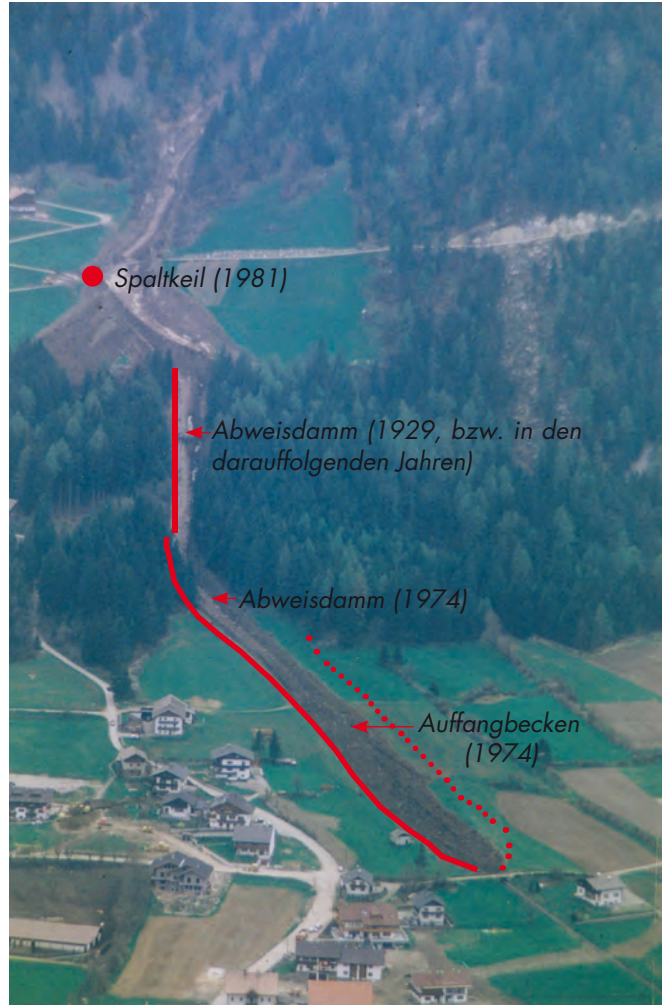 Spaltkeil (1981)
Abweisdamm (1929, bzw. in den
darauffolgenden Jahren)
Abweisdamm (1974)
Auffangbecken
(1974)